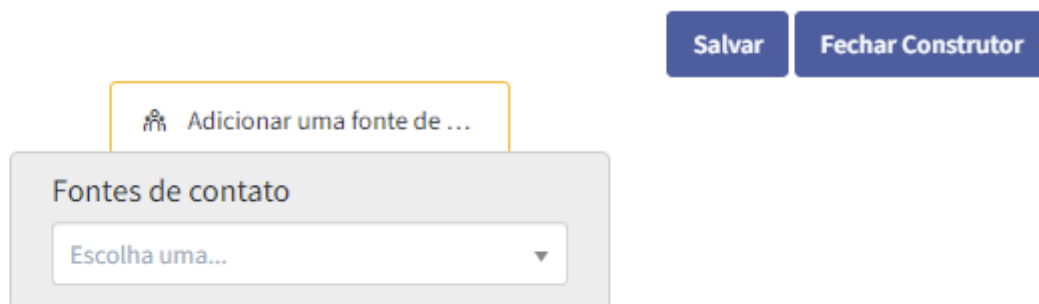 Salvar
Fechar Construtor
Adicionar uma fonte de ...
Fontes de contato
Escolha uma...